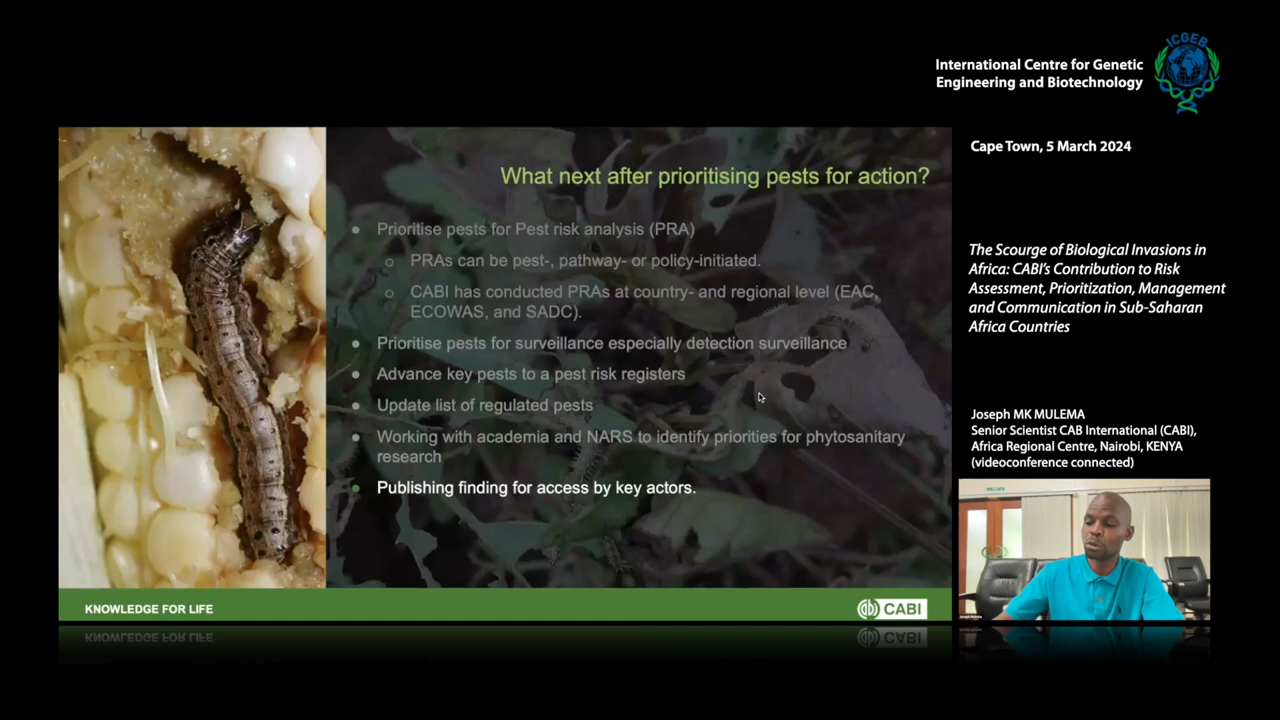 ICGEB
International Centre for Genetic
Engineering and Biotechnology
Cape Town, 5 March 2024
What next after prioritising pests for action?
● Prioritise pests for Pest risk analysis (PRA)
o PRAs can be pest-, pathway- or policy-initiated.
o CABI has conducted PRAs at country- and regional level (EAC,
ECOWAS, and SADC).
● Prioritise pests for surveillance especially detection surveillance
● Advance key pests to a pest risk registers
● Update list of regulated pests
● Working with academia and NARS to identify priorities for phytosanitary
research
● Publishing finding for access by key actors.
KNOWLEDGE FOR LIFE
CABI
The Scourge of Biological Invasions in
Africa: CABI's Contribution to Risk
Assessment, Prioritization, Management
and Communication in Sub-Saharan
Africa Countries
Joseph MK MULEMA
Senior Scientist CAB International (CABI),
Africa Regional Centre, Nairobi, KENYA
(videoconference connected)